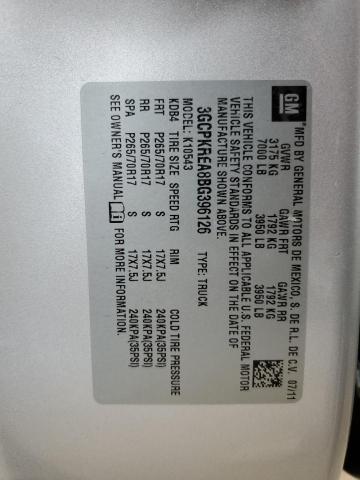 GM
*MFD BY GENERAL MOTORS DE MEXICO, S. DE R.L. DE C.V. 07/11
GVWR GAWR FRT GAWR RR
3175 KG 1792 KG 1792 KG
7000 LB 3950 LB 3950 LB
THIS VEHICLE CONFORMS TO ALL APPLICABLE U.S. FEDERAL MOTOR
VEHICLE SAFETY STANDARDS IN EFFECT ON THE DATE OF
MANUFACTURE SHOWN ABOVE.
3GCPKREA8BG396126 TYPE: TRUCK
MODEL: K10543
KDB4 TIRE SIZE SPEED RTG RIM COLD TIRE PRESSURE
FRT P265/70R17 S 17X7.5J 240KPA(35PSI)
RR P265/70R17 S 17X7.5J 240KPA(35PSI)
SPA P265/70R17 S 17X7.5J 240KPA(35PSI)
SEE OWNER'S MANUAL FOR MORE INFORMATION.